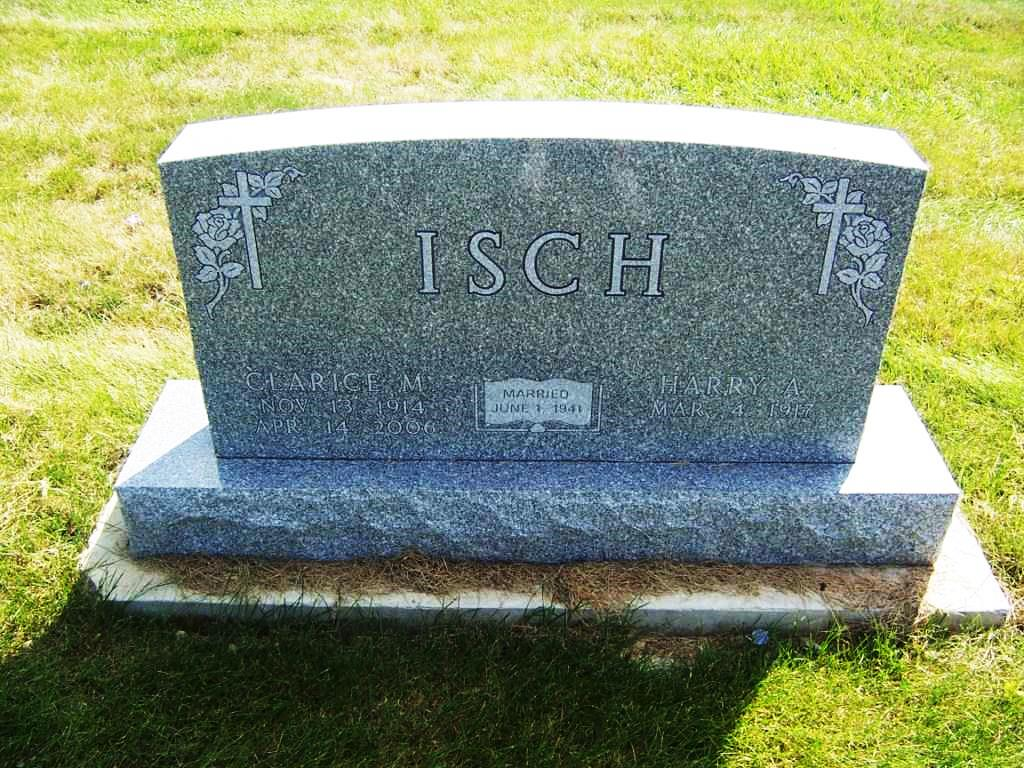 ISCH
CLARICE M.
NOV. 13, 1914
APR. 14, 2006
MARRIED
JUNE 1, 1941
HARRY A.
MAR. 4, 1917